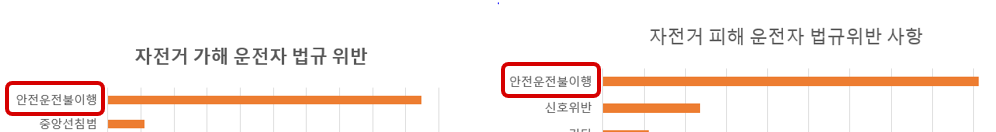 자전거 가해 운전자 법규 위반
안전운전불이행
중앙선침범
자전거 피해 운전자 법규위반 사항
안전운전불이행
신호위반